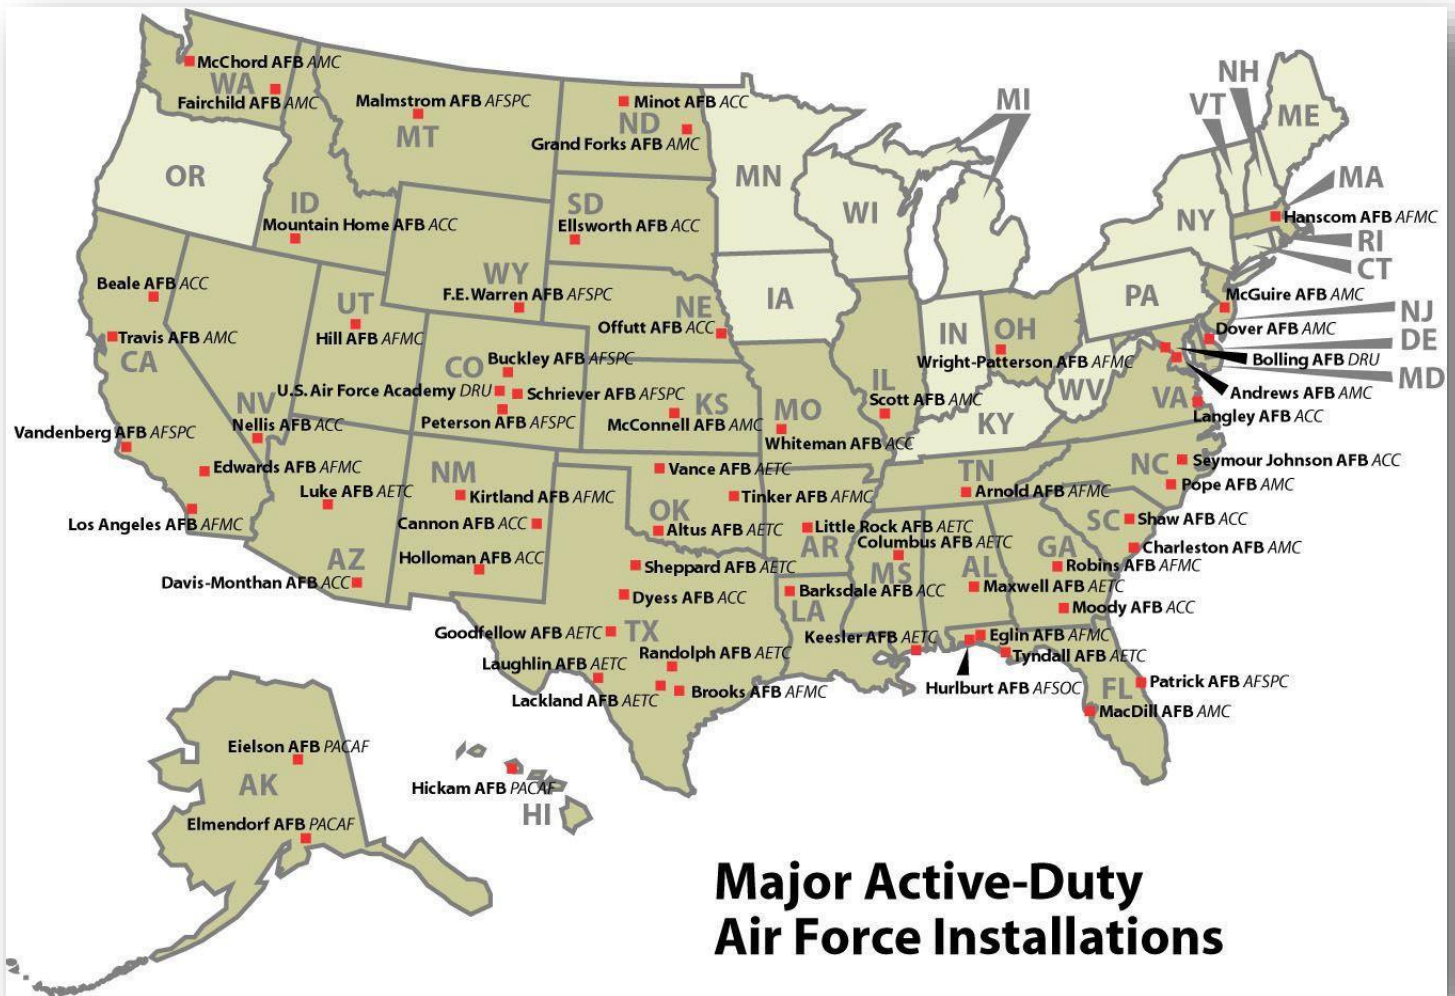 McChord AFB AMC
WA
Fairchild AFB AMC
Malmstrom AFB AFSPC
MT
Minot AFB ACC
ND
Grand Forks AFB AMC
OR
ID
Mountain Home AFB ACC
SD
Ellsworth AFB ACC
MN
WI
MI
NH
VT
ME
MA
NY
Hanscom AFB AFMC
RI
CT
Beale AFB ACC
Travis AFB AMC
CA
UT
Hill AFB AFMC
WY
F.E. Warren AFB AFSPC
NE
Offutt AFB ACC
IA
IN
OH
Wright-Patterson AFB AFMC
PA
McGuire AFB AMC
NJ
Dover AFB AMC
DE
Bolling AFB DRU
MD
Andrews AFB AMC
WV
VA
Langley AFB ACC
CO
Buckley AFB AFSPC
U.S. Air Force Academy DRU
Schriever AFB AFSPC
Peterson AFB AFSPC
NV
Nellis AFB ACC
KS
McConnell AFB AMC
MO
Whiteman AFB ACC
IL
Scott AFB AMC
KY
Vandenberg AFB AFSPC
Edwards AFB AFMC
Los Angeles AFB AFMC
Luke AFB AETC
AZ
Davis-Monthan AFB ACC
NM
Kirtland AFB AFMC
Cannon AFB ACC
Holloman AFB ACC
Vance AFB AETC
Tinker AFB AFMC
OK
Altus AFB AETC
Little Rock AFB AETC
AR
TN
Arnold AFB AFMC
NC
Seymour Johnson AFB ACC
Pope AFB AMC
SC
Shaw AFB ACC
Charleston AFB AMC
Columbus AFB AETC
MS
AL
Maxwell AFB AETC
GA
Robins AFB AFMC
Moody AFB ACC
Sheppard AFB AETC
Dyess AFB ACC
Goodfellow AFB AETC
TX
Randolph AFB AETC
Laughlin AFB AETC
Lackland AFB AETC
Brooks AFB AFMC
Barksdale AFB ACC
LA
Keesler AFB AETC
Eglin AFB AFMC
Tyndall AFB AETC
Hurlburt AFB AFSOC
FL
Patrick AFB AFSPC
MacDill AFB AMC
Eielson AFB PACAF
AK
Elmendorf AFB PACAF
Hickam AFB PACAF
HI
Major Active-Duty
Air Force Installations